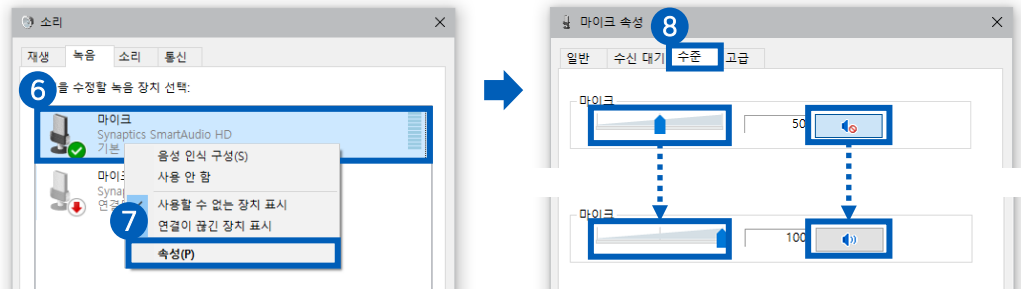 소리
재생 녹음 소리 통신
6
을 수정할 녹음 장치 선택:
마이크
Synaptics SmartAudio HD
기본
음성 인식 구성(S)
사용 안 함
마이크
연결
사용할 수 없는 장치 표시
7
연결이 끊긴 장치 표시
속성(P)
마이크 속성
8
일반 수신 대기 수준 고급
마이크
50
마이크
100